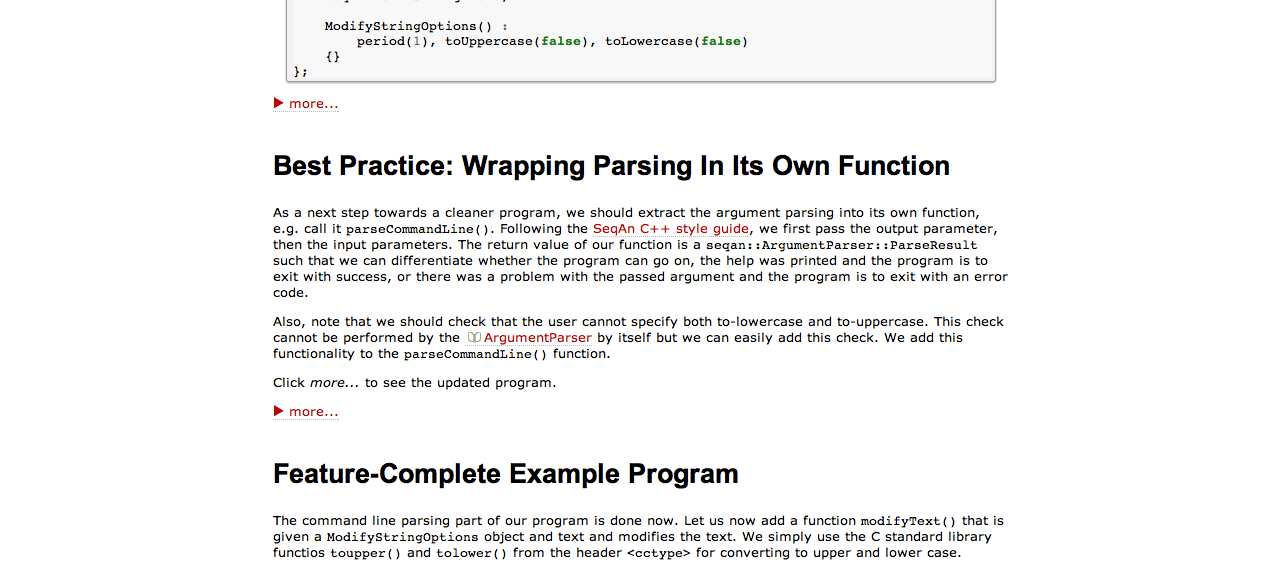 ModifyStringOptions() :
period(1), toUppercase(false), toLowercase(false)
{}
};
▶ more...
Best Practice: Wrapping Parsing In Its Own Function
As a next step towards a cleaner program, we should extract the argument parsing into its own function,
e.g. call it parseCommandLine(). Following the SeqAn C++ style guide, we first pass the output parameter,
then the input parameters. The return value of our function is a seqan::ArgumentParser::ParseResult
such that we can differentiate whether the program can go on, the help was printed and the program is to
exit with success, or there was a problem with the passed argument and the program is to exit with an error
code.
Also, note that we should check that the user cannot specify both to-lowercase and to-uppercase. This check
cannot be performed by the ArgumentParser by itself but we can easily add this check. We add this
functionality to the parseCommandLine() function.
Click more... to see the updated program.
▶ more...
Feature-Complete Example Program
The command line parsing part of our program is done now. Let us now add a function modifyText() that is
given a ModifyStringOptions object and text and modifies the text. We simply use the C standard library
functios toupper() and tolower() from the header <cctype> for converting to upper and lower case.